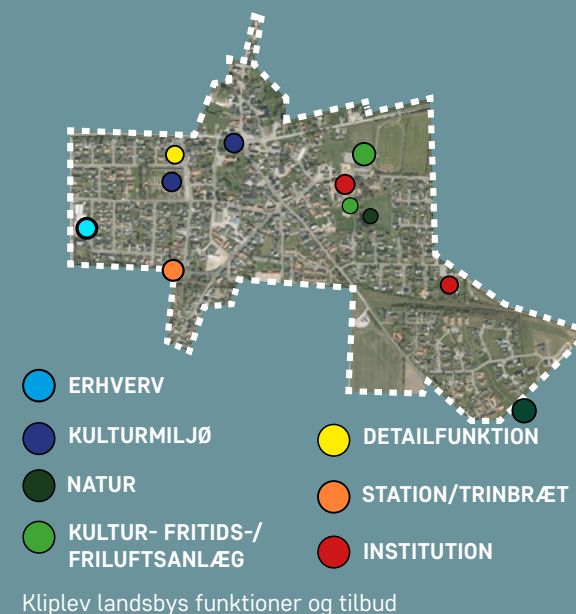 ERHVERV
KULTURMILJØ
NATUR
KULTUR- FRITIDS-/
FRILUFTSANLÆG
DETAILFUNKTION
STATION/TRINBRÆT
INSTITUTION
Kliplev landsbys funktioner og tilbud